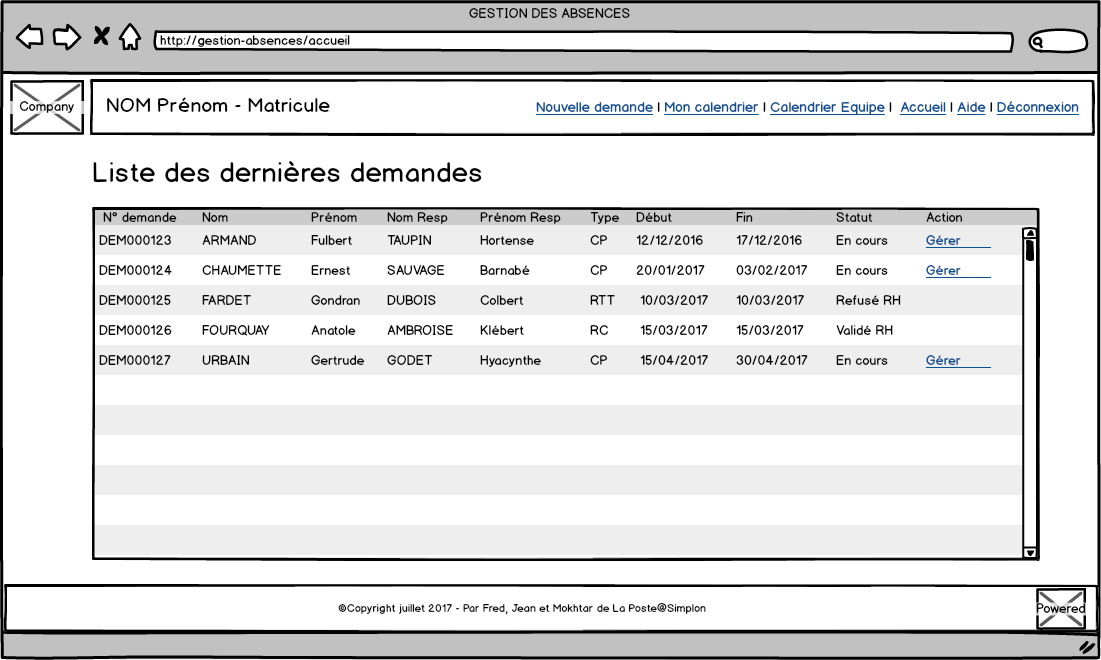 GESTION DES ABSENCES
http://gestion-absences/accueil
Company
NOM Prénom - Matricule
Nouvelle demande | Mon calendrier | Calendrier Equipe | Accueil | Aide | Déconnexion
Liste des dernières demandes
N° demande Nom Prénom Nom Resp Prénom Resp Type Début Fin Statut Action
DEM000123 ARMAND Fulbert TAUPIN Hortense CP 12/12/2016 17/12/2016 En cours Gérer
DEM000124 CHAUMETTE Ernest SAUVAGE Barnabé CP 20/01/2017 03/02/2017 En cours Gérer
DEM000125 FARDET Gondran DUBOIS Colbert RTT 10/03/2017 10/03/2017 Refusé RH
DEM000126 FOURQUAY Anatole AMBROISE Klébert RC 15/03/2017 15/03/2017 Validé RH
DEM000127 URBAIN Gertrude GODET Hyacynthe CP 15/04/2017 30/04/2017 En cours Gérer
©Copyright juillet 2017 - Par Fred, Jean et Mokhtar de La Poste@Simplon
Powered